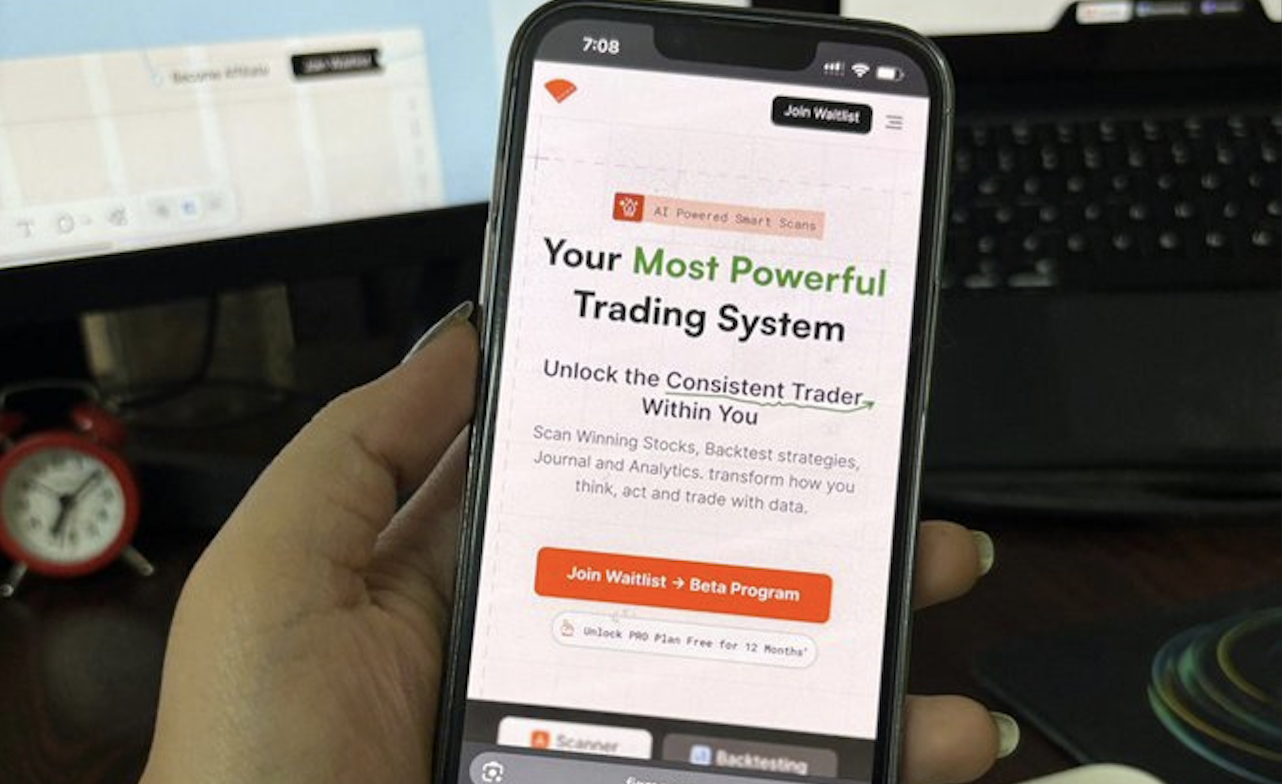 Become Affiliate
Join Waitlist
7:08
Join Waitlist
AI Powered Smart Scans
Your Most Powerful
Trading System
Unlock the Consistent Trader
Within You
Scan Winning Stocks, Backtest strategies,
Journal and Analytics. transform how you
think, act and trade with data.
Join Waitlist → Beta Program
Unlock PRO Plan Free for 12 Months*
Scanner
Backtesting